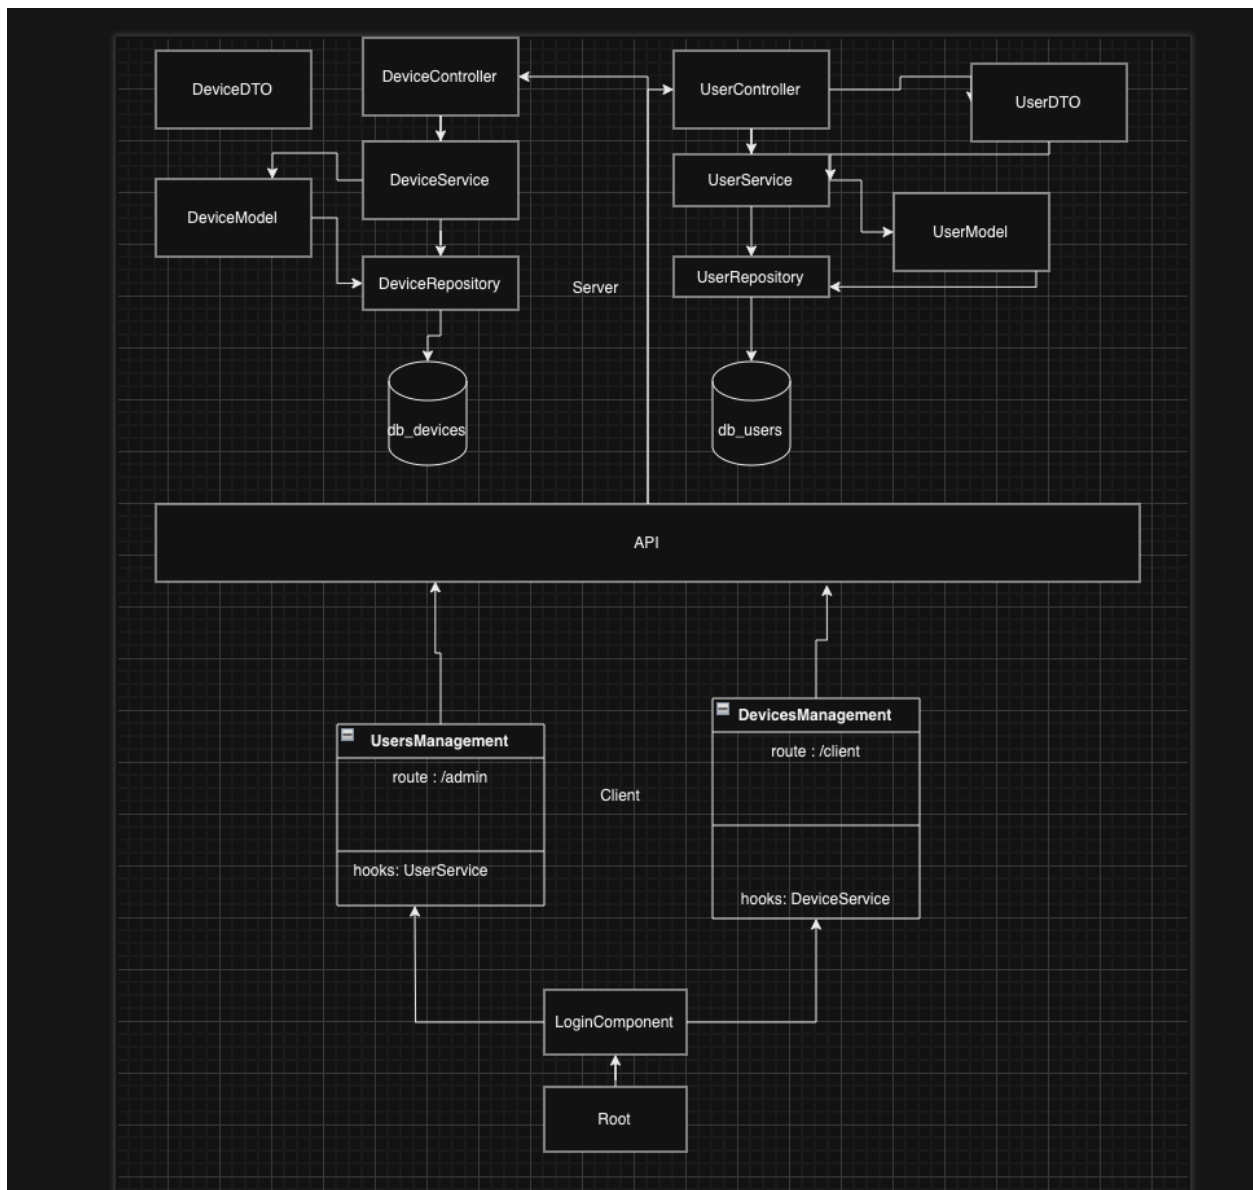 DeviceDTO
DeviceController
UserController
UserDTO
DeviceService
UserService
DeviceModel
UserModel
DeviceRepository
Server
UserRepository
db_devices
db_users
API
UsersManagement
route : /admin
hooks: UserService
Client
DevicesManagement
route : /client
hooks: DeviceService
LoginComponent
Root